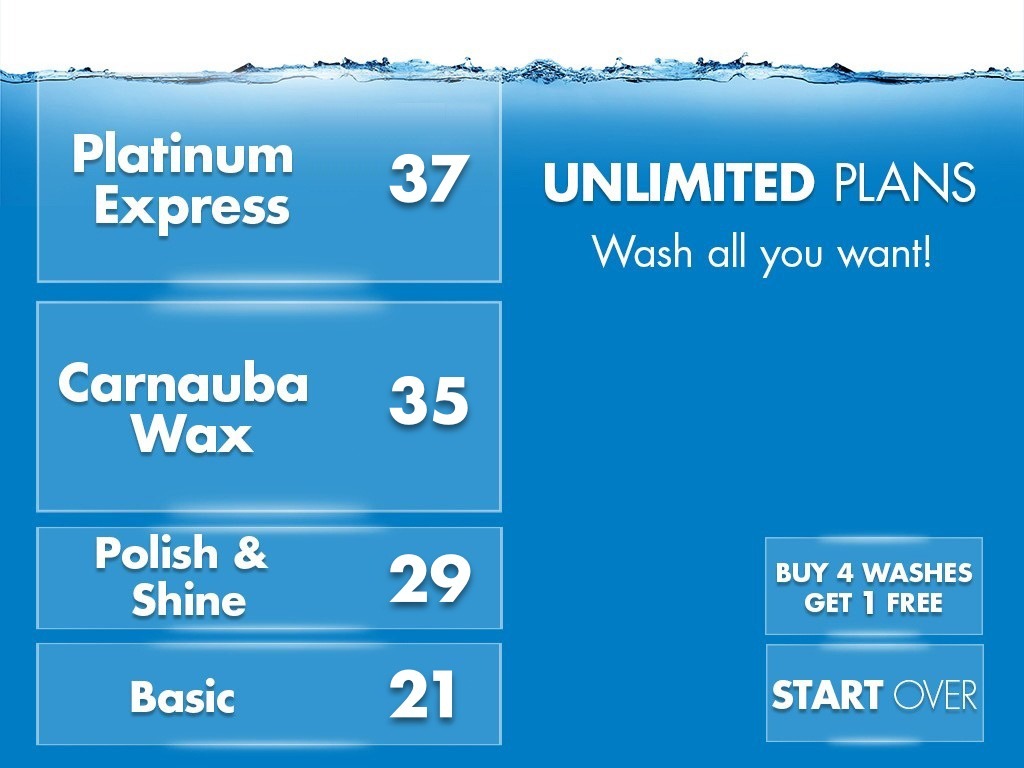 Platinum
Express
37
Carnauba
Wax
35
Polish &
Shine
29
Basic
21
UNLIMITED PLANS
Wash all you want!
BUY 4 WASHES
GET 1 FREE
START OVER